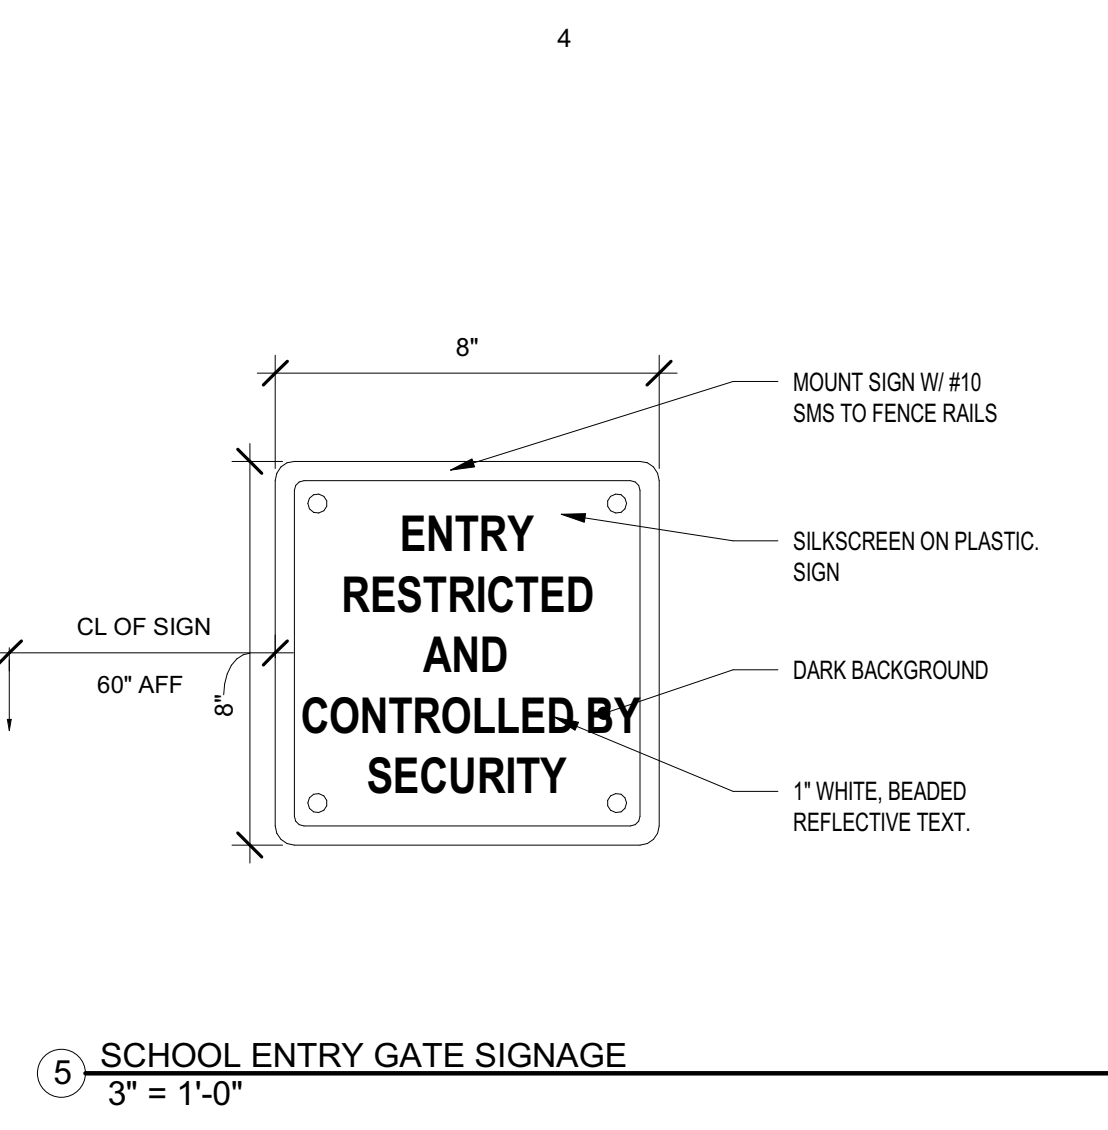 4
8"
MOUNT SIGN W/ #10
SMS TO FENCE RAILS
ENTRY
RESTRICTED
AND
CONTROLLED BY
SECURITY
SILKSCREEN ON PLASTIC.
SIGN
CL OF SIGN
60" AFF
8"
DARK BACKGROUND
1" WHITE, BEADED
REFLECTIVE TEXT.
5
SCHOOL ENTRY GATE SIGNAGE
3" = 1'-0"